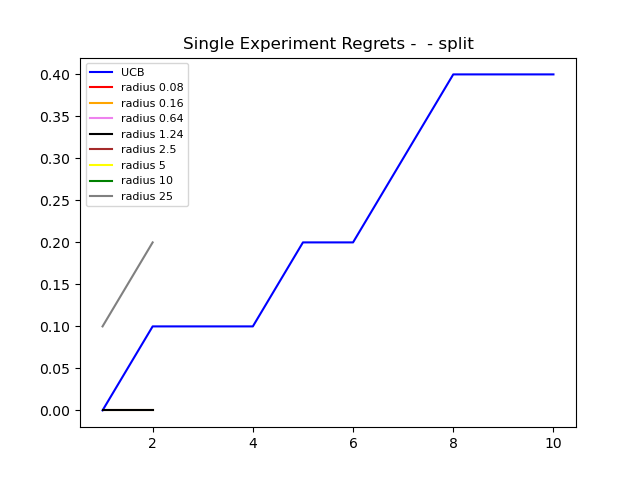 Single Experiment Regrets -  - split
0.40
0.35
0.30
0.25
0.20
0.15
0.10
0.05
0.00
UCB
radius 0.08
radius 0.16
radius 0.64
radius 1.24
radius 2.5
radius 5
radius 10
radius 25
2 4 6 8 10